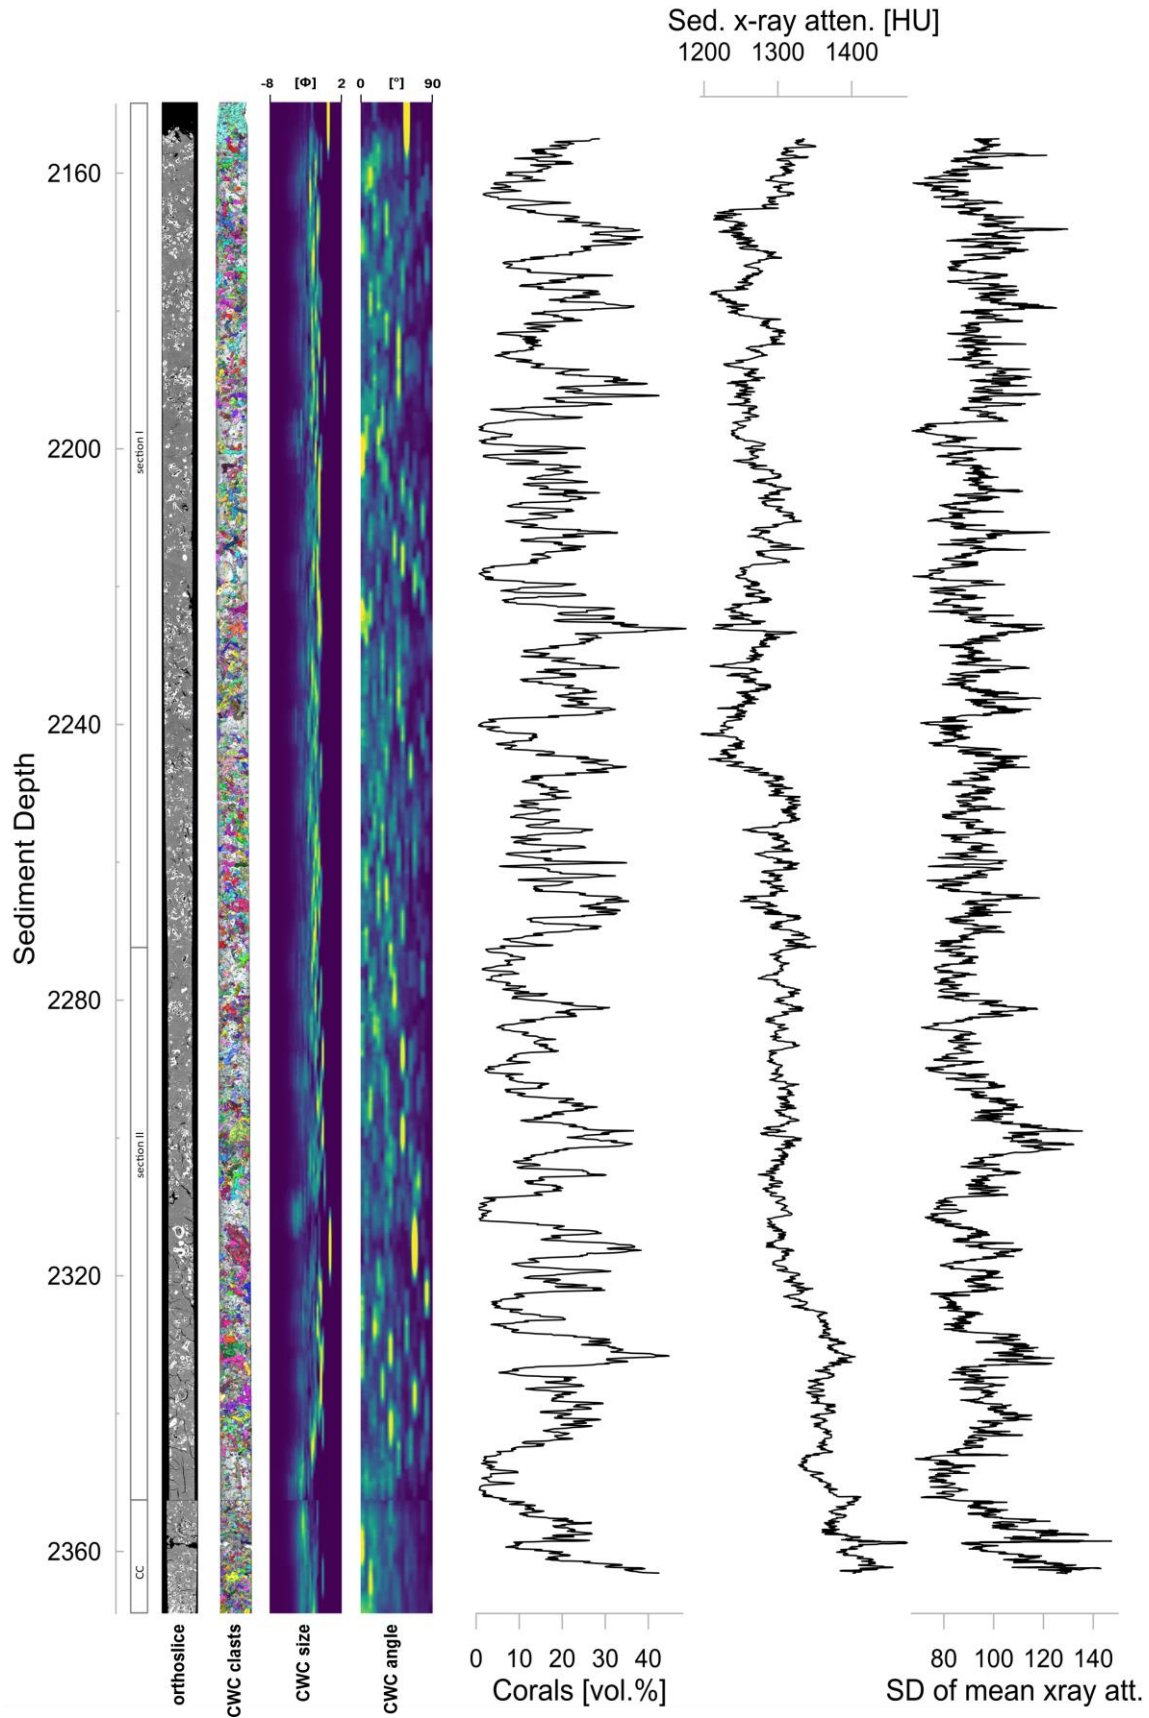 Sed. x-ray atten. [HU]
1200 1300 1400
-8 [Φ] 2 0 [°] 90
2160
2200
2240
2280
2320
2360
Sediment Depth
section I
section II
CC
orthoslice
CWC clasts
CWC size
CWC angle
0 10 20 30 40
Corals [vol.%]
80 100 120 140
SD of mean xray att.